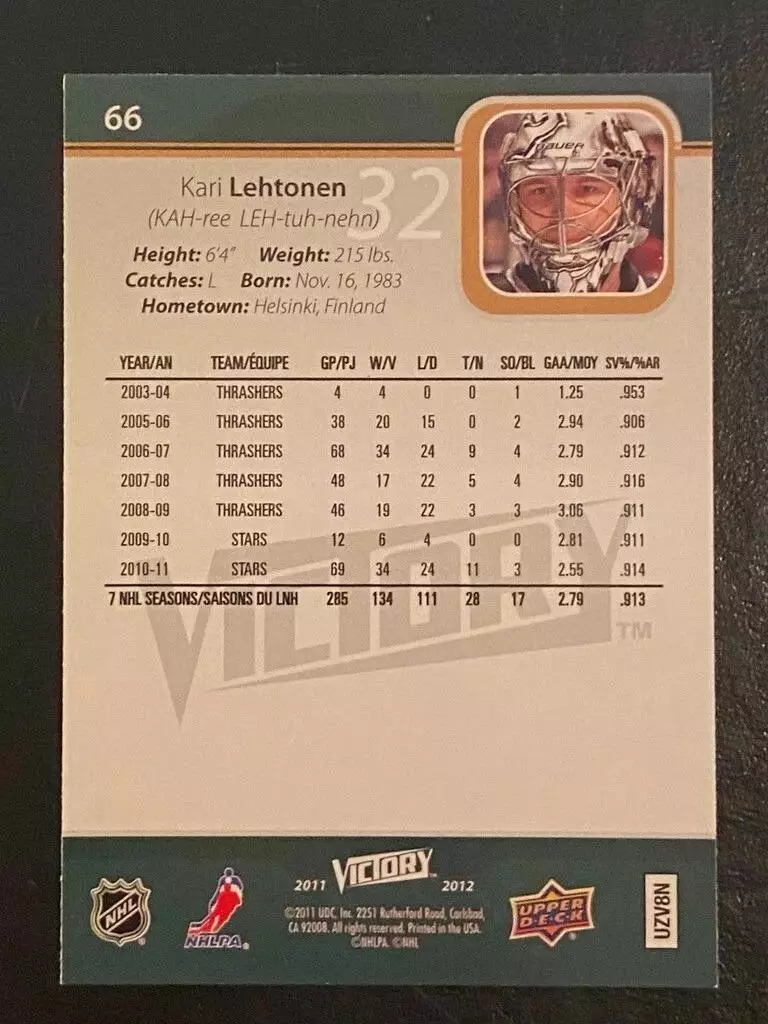 66
BAUER
32
Kari Lehtonen
(KAH-ree LEH-tuh-nehn)
Height: 6'4" Weight: 215 lbs.
Catches: L Born: Nov. 16, 1983
Hometown: Helsinki, Finland
YEAR/AN TEAM/ÉQUIPE GP/PJ W/V L/D T/N SO/BL GAA/MOY SV%/%AR
2003-04 THRASHERS 4 4 0 0 1 1.25 .953
2005-06 THRASHERS 38 20 15 0 2 2.94 .906
2006-07 THRASHERS 68 34 24 9 4 2.79 .912
2007-08 THRASHERS 48 17 22 5 4 2.90 .916
2008-09 THRASHERS 46 19 22 3 3 3.06 .911
2009-10 STARS 12 6 4 0 0 2.81 .911
2010-11 STARS 69 34 24 11 3 2.55 .914
7 NHL SEASONS/SAISONS DU LNH 285 134 111 28 17 2.79 .913
VICTORY TM
NHL
NHLPA
2011 VICTORY 2012
©2011 UDC, Inc. 2251 Rutherford Road, Carlsbad,
CA 92008. All rights reserved. Printed in the USA.
©NHLPA. ©NHL
UPPER
DECK
UZV8N